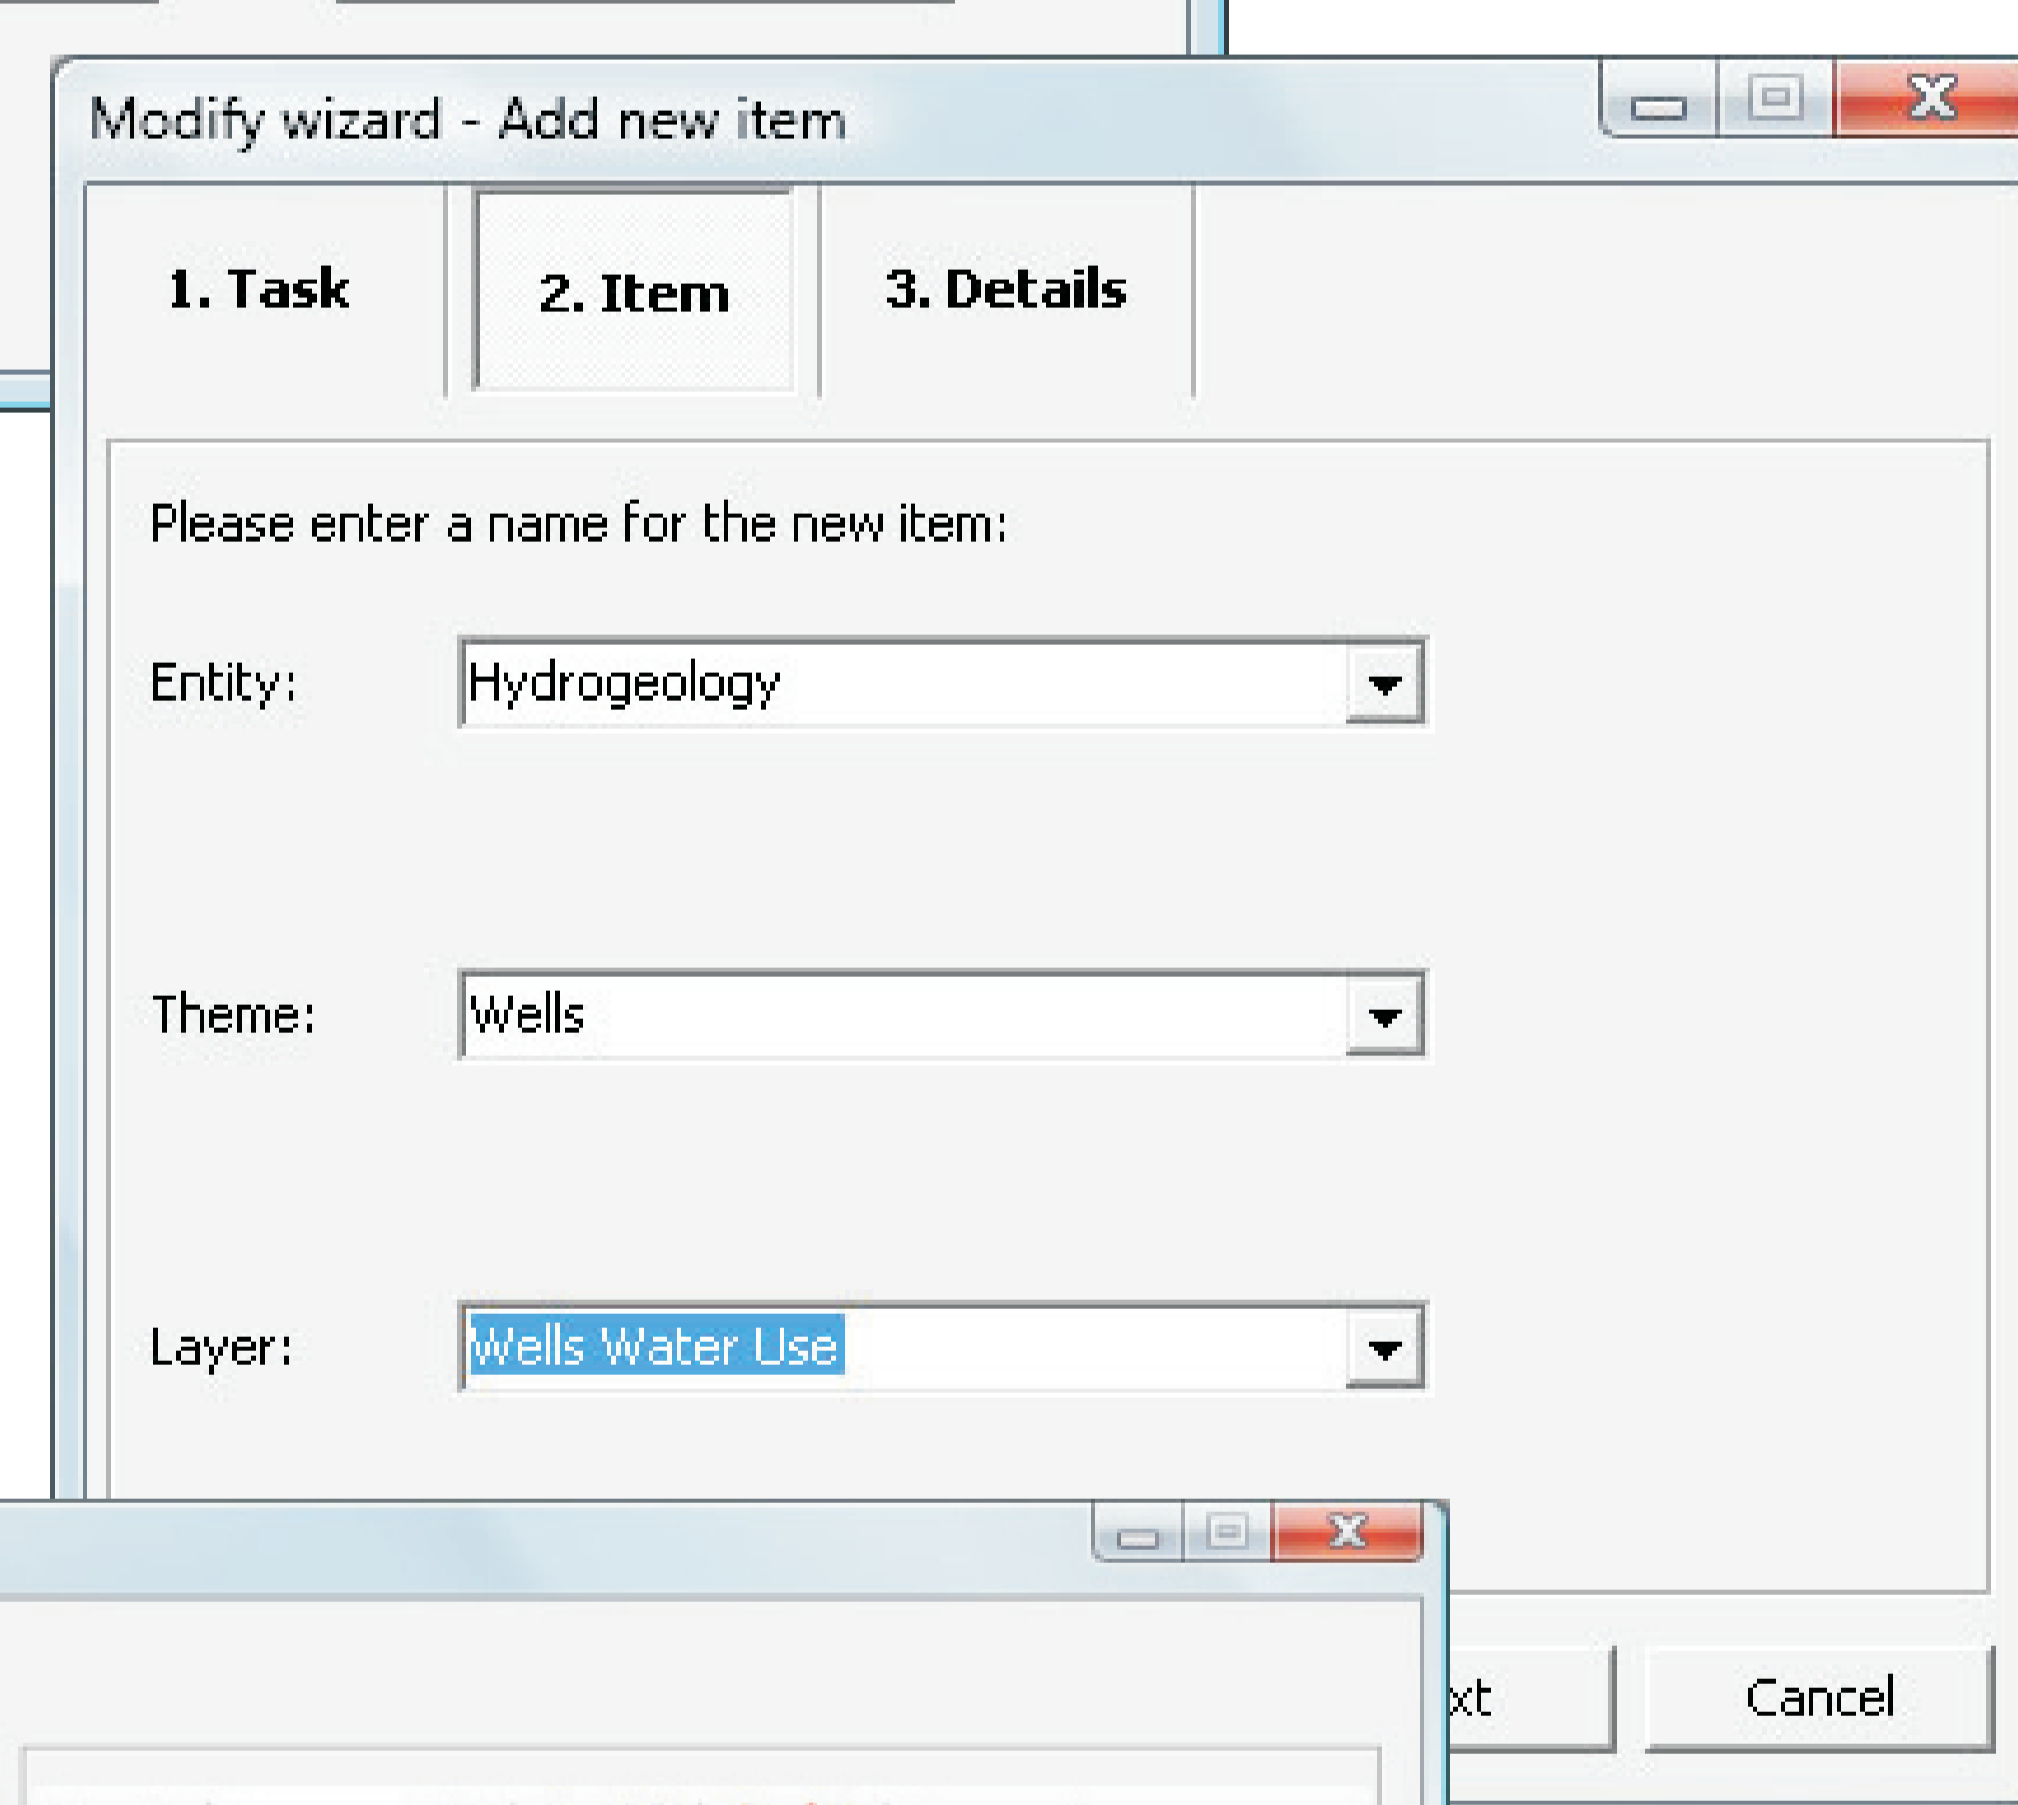 Modify wizard - Add new item
1. Task 2. Item 3. Details
Please enter a name for the new item:
Entity: Hydrogeology
Theme: Wells
Layer: Wells Water Use
xt Cancel